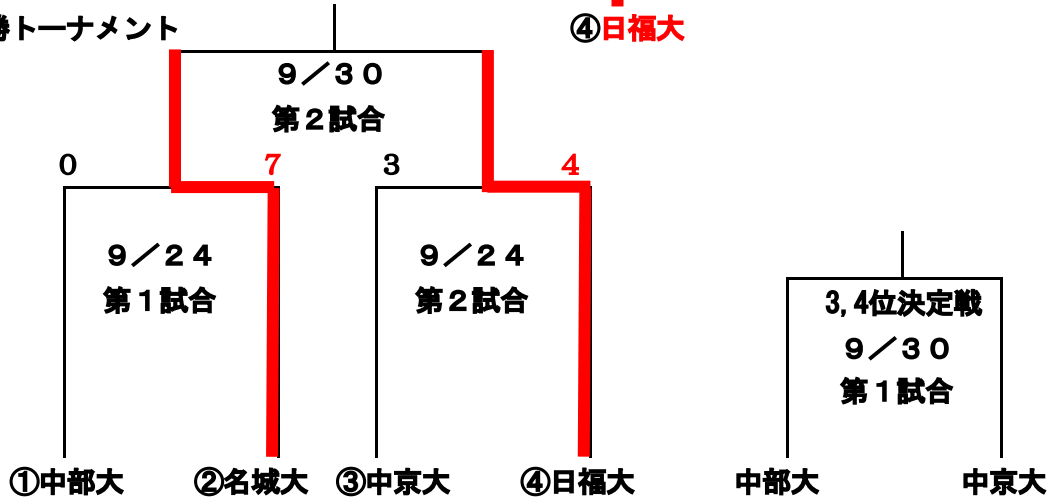 勝トーナメント
④日福大
９／３０
第２試合
0 7 3 4
９／２４
第１試合
９／２４
第２試合
3,4位決定戦
９／３０
第１試合
①中部大 ②名城大 ③中京大 ④日福大
中部大 中京大